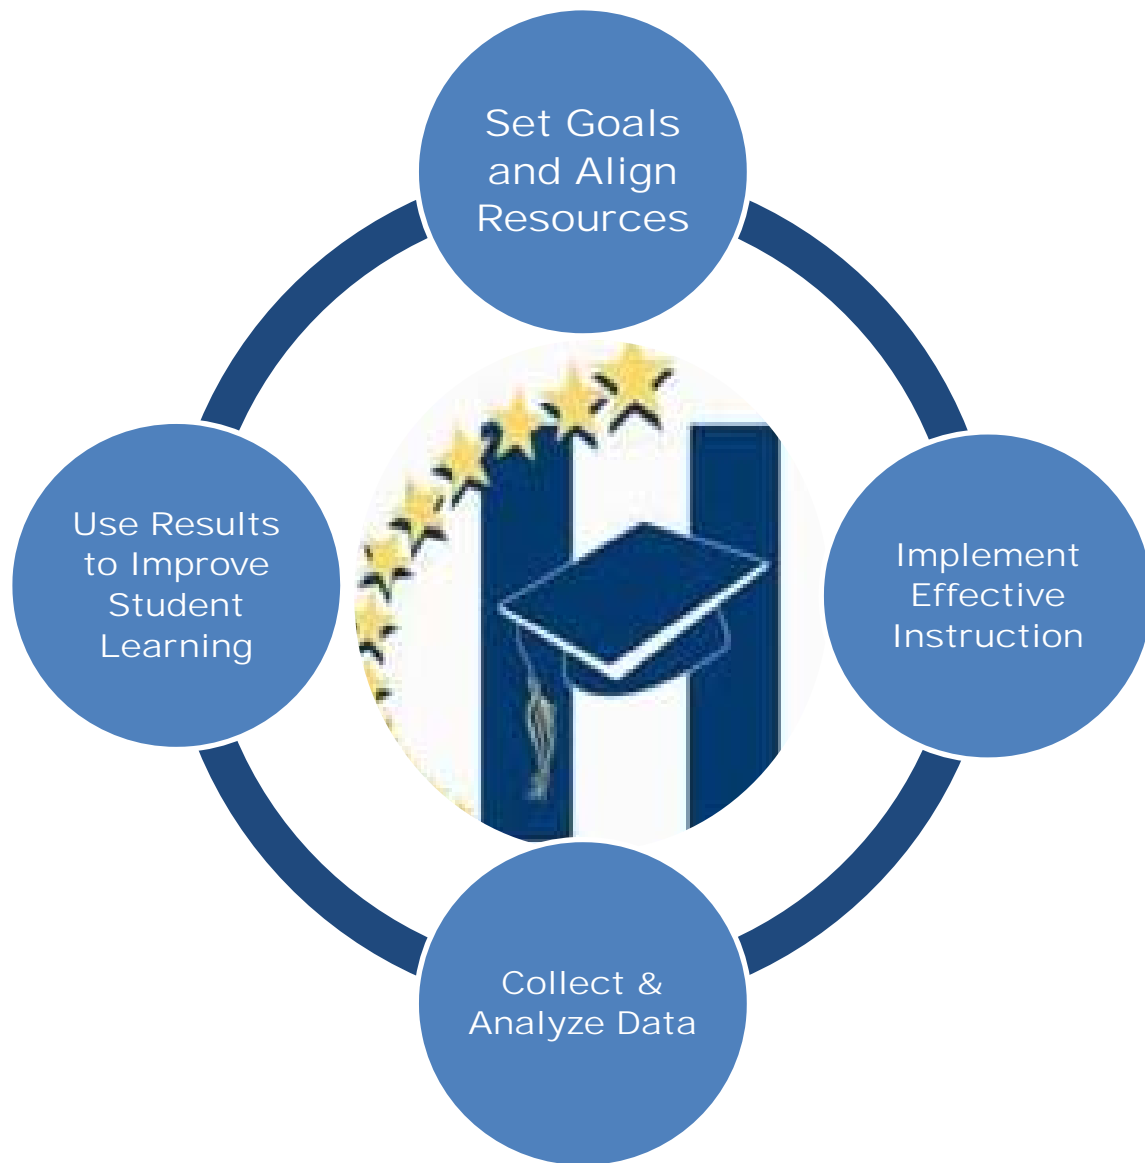 Set Goals
and Align
Resources
Implement
Effective
Instruction
Collect &
Analyze Data
Use Results
to Improve
Student
Learning